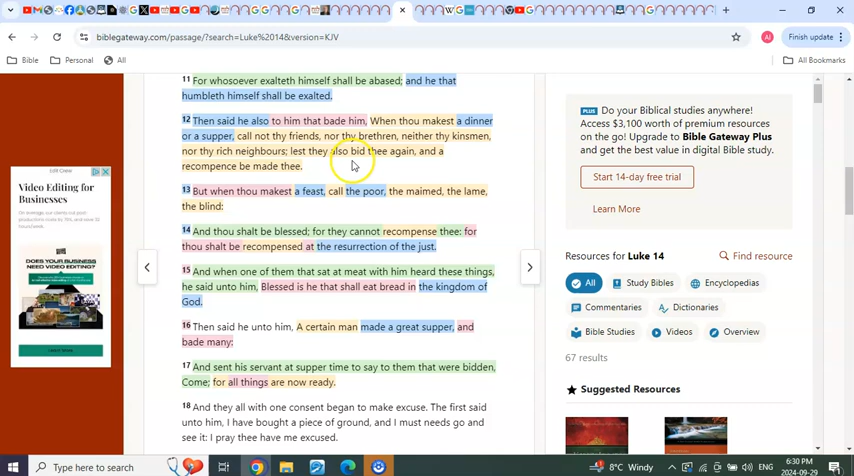 Finish update
biblegateway.com/passage/?search=Luke%2014&version=KJV
AI
Bible
Personal
All
All Bookmarks
11 For whosoever exalteth himself shall be abased; and he that
humbleth himself shall be exalted.
12 Then said he also to him that bade him, When thou makest a dinner
or a supper, call not thy friends, nor thy brethren, neither thy kinsmen,
nor thy rich neighbours; lest they also bid thee again, and a
recompence be made thee.
13 But when thou makest a feast, call the poor, the maimed, the lame,
the blind:
14 And thou shalt be blessed; for they cannot recompense thee: for
thou shalt be recompensed at the resurrection of the just.
15 And when one of them that sat at meat with him heard these things,
he said unto him, Blessed is he that shall eat bread in the kingdom of
God.
16 Then said he unto him, A certain man made a great supper, and
bade many:
17 And sent his servant at supper time to say to them that were bidden,
Come; for all things are now ready.
18 And they all with one consent began to make excuse. The first said
unto him, I have bought a piece of ground, and I must needs go and
see it: I pray thee have me excused.
Edit Crew
Video Editing for
Businesses
DOES YOUR
BUSINESS
NEED VIDEO
EDITING?
PLUS Do your Biblical studies anywhere!
Access $3,100 worth of premium resources
on the go! Upgrade to Bible Gateway Plus
and get the best value in digital Bible study.
Start 14-day free trial
Learn More
Resources for Luke 14
Find resource
All
Study Bibles
Encyclopedias
Commentaries
Dictionaries
Bible Studies
Videos
Overview
67 results
Suggested Resources
Type here to search
8°C Windy
ENG
6:30 PM
2024-09-29